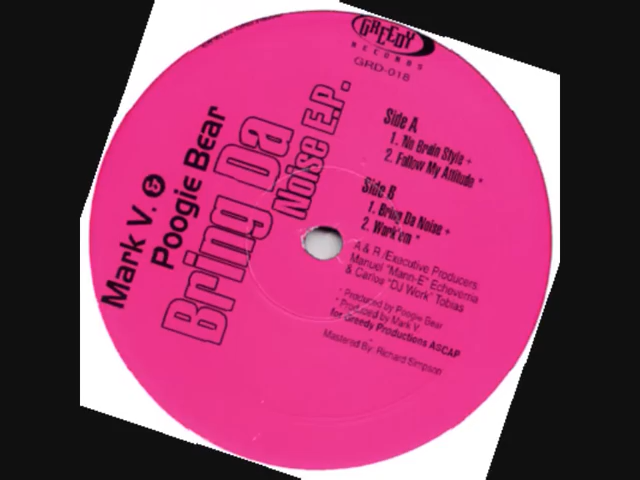 GREEDY
RECORDS
GRD-018
Mark V. &
Poogie Bear
Bring Da
Noise E.P.
Side A
1. No Brain Style +
2. Follow My Attitude *
Side B
1. Bring Da Noise +
2. Work'em *
A & R /Executive Producers:
Manuel "Mann-E" Echeverria
& Carlos "DJ Work" Tobias
* Produced by Poogie Bear
+ Produced by Mark V.
for Greedy Productions ASCAP
Mastered By: Richard Simpson